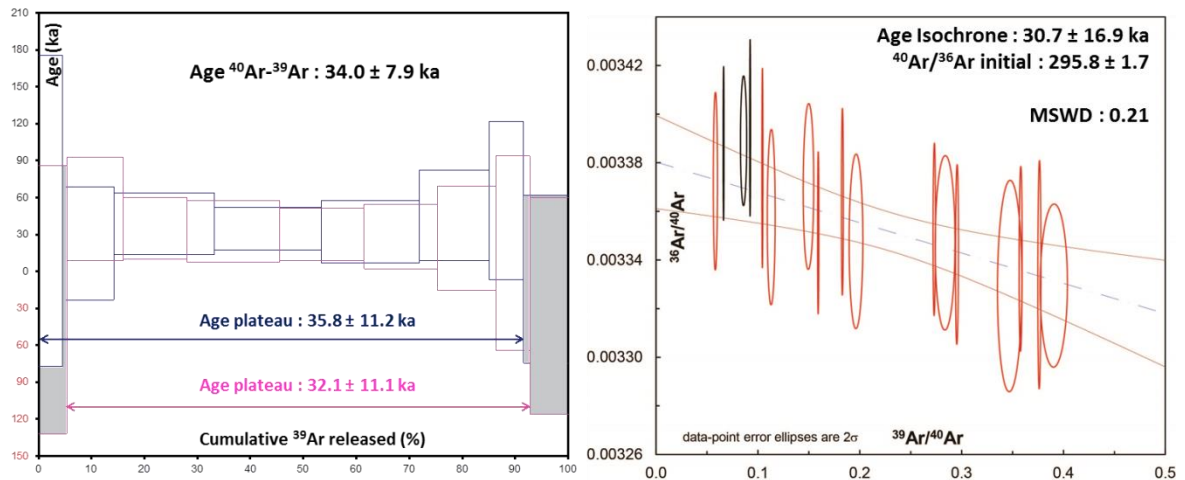 210
180
150
120
90
60
30
0
30
60
90
120
150
Age (ka)
Age ⁴⁰Ar-³⁹Ar : 34.0 ± 7.9 ka
Age plateau : 35.8 ± 11.2 ka
Age plateau : 32.1 ± 11.1 ka
Cumulative ³⁹Ar released (%)
0 10 20 30 40 50 60 70 80 90 100
Age Isochrone : 30.7 ± 16.9 ka
⁴⁰Ar/³⁶Ar initial : 295.8 ± 1.7
MSWD : 0.21
0.00342
0.00338
0.00334
0.00330
0.00326
³⁶Ar/⁴⁰Ar
data-point error ellipses are 2σ
³⁹Ar/⁴⁰Ar
0.0 0.1 0.2 0.3 0.4 0.5